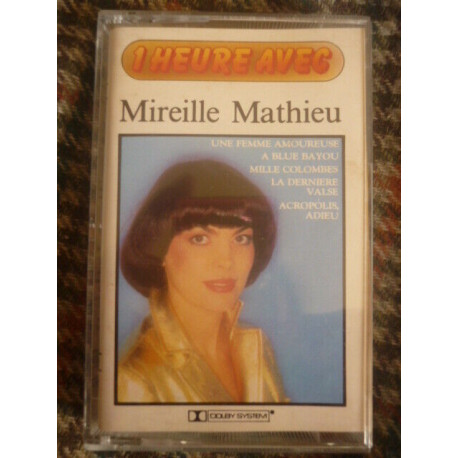 1 HEURE AVEC
Mireille Mathieu
UNE FEMME AMOUREUSE
A BLUE BAYOU
MILLE COLOMBES
LA DERNIERE
VALSE
ACROPOLIS,
ADIEU
DOLBY SYSTEM